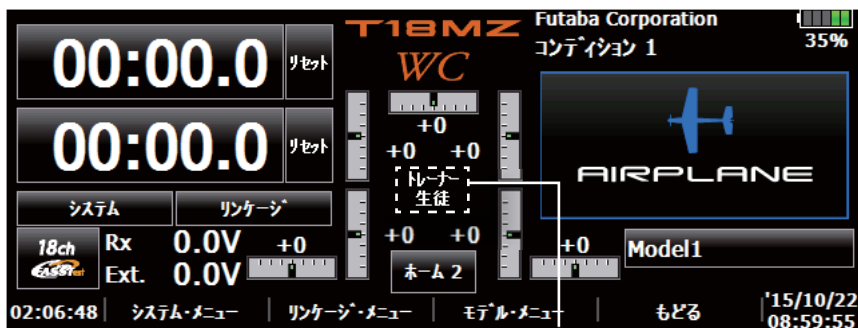 T18MZ
WC
Futaba Corporation
コンディション 1
35%
00:00.0
リセット
00:00.0
リセット
+0
+0 +0
トレーナー
生徒
AIRPLANE
システム
リンケージ
18ch
FASSTest
Rx 0.0V
Ext. 0.0V
+0
+0 +0
+0
ホーム 2
Model1
02:06:48
システム・メニュー
リンケージ・メニュー
モデル・メニュー
もどる
'15/10/22
08:59:55